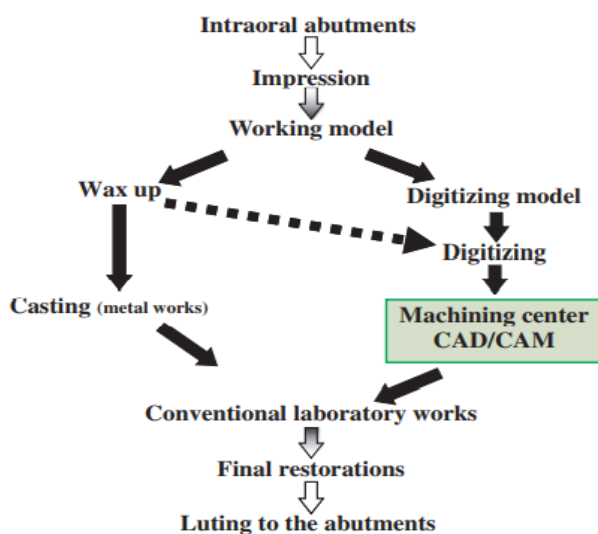 Intraoral abutments
Impression
Working model
Wax up
Digitizing model
Digitizing
Casting (metal works)
Machining center
CAD/CAM
Conventional laboratory works
Final restorations
Luting to the abutments